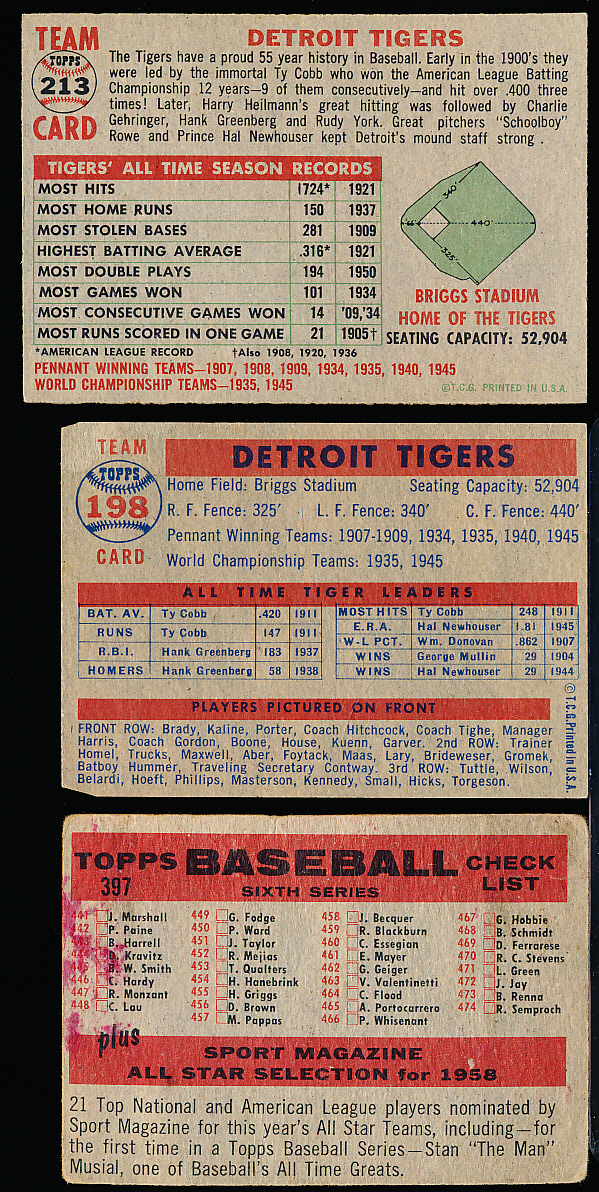 TEAM
TOPPS
213
CARD
DETROIT TIGERS
The Tigers have a proud 55 year history in Baseball. Early in the 1900's they
were led by the immortal Ty Cobb who won the American League Batting
Championship 12 years—9 of them consecutively—and hit over .400 three
times! Later, Harry Heilmann's great hitting was followed by Charlie
Gehringer, Hank Greenberg and Rudy York. Great pitchers "Schoolboy"
Rowe and Prince Hal Newhouser kept Detroit's mound staff strong .
TIGERS' ALL TIME SEASON RECORDS
MOST HITS 1724* 1921
MOST HOME RUNS 150 1937
MOST STOLEN BASES 281 1909
HIGHEST BATTING AVERAGE .316* 1921
MOST DOUBLE PLAYS 194 1950
MOST GAMES WON 101 1934
MOST CONSECUTIVE GAMES WON 14 '09,'34
MOST RUNS SCORED IN ONE GAME 21 1905†
*AMERICAN LEAGUE RECORD †Also 1908, 1920, 1936
340'
440'
325'
BRIGGS STADIUM
HOME OF THE TIGERS
SEATING CAPACITY: 52,904
PENNANT WINNING TEAMS—1907, 1908, 1909, 1934, 1935, 1940, 1945
WORLD CHAMPIONSHIP TEAMS—1935, 1945
©T.C.G. PRINTED IN U.S.A.
TEAM
TOPPS
198
CARD
DETROIT TIGERS
Home Field: Briggs Stadium Seating Capacity: 52,904
R. F. Fence: 325' L. F. Fence: 340' C. F. Fence: 440'
Pennant Winning Teams: 1907-1909, 1934, 1935, 1940, 1945
World Championship Teams: 1935, 1945
ALL TIME TIGER LEADERS
BAT. AV. Ty Cobb .420 1911
RUNS Ty Cobb 147 1911
R.B.I. Hank Greenberg 183 1937
HOMERS Hank Greenberg 58 1938
MOST HITS Ty Cobb 248 1911
E.R.A. Hal Newhouser 1.81 1945
W-L PCT. Wm. Donovan .862 1907
WINS George Mullin 29 1904
WINS Hal Newhouser 29 1944
PLAYERS PICTURED ON FRONT
FRONT ROW: Brady, Kaline, Porter, Coach Hitchcock, Coach Tighe, Manager
Harris, Coach Gordon, Boone, House, Kuenn, Garver. 2ND ROW: Trainer
Homel, Trucks, Maxwell, Aber, Foytack, Maas, Lary, Brideweser, Gromek,
Batboy Hummer, Traveling Secretary Contway. 3RD ROW: Tuttle, Wilson,
Belardi, Hoeft, Phillips, Masterson, Kennedy, Small, Hicks, Torgeson.
© T.C.G. Printed in U.S.A.
TOPPS BASEBALL CHECK LIST
397
SIXTH SERIES
441 J. Marshall
442 P. Paine
443 B. Harrell
444 D. Kravitz
445 B. W. Smith
446 C. Hardy
447 R. Monzant
448 C. Lau
449 G. Fodge
450 P. Ward
451 J. Taylor
452 R. Mejias
453 T. Qualters
454 H. Hanebrink
455 H. Griggs
456 D. Brown
457 M. Pappas
458 J. Becquer
459 R. Blackburn
460 C. Essegian
461 E. Mayer
462 G. Geiger
463 V. Valentinetti
464 C. Flood
465 A. Portocarrero
466 P. Whisenant
467 G. Hobbie
468 B. Schmidt
469 D. Ferrarese
470 R. C. Stevens
471 L. Green
472 J. Jay
473 B. Renna
474 R. Semproch
plus
SPORT MAGAZINE
ALL STAR SELECTION for 1958
21 Top National and American League players nominated by
Sport Magazine for this year's All Star Teams, including—for
the first time in a Topps Baseball Series—Stan "The Man"
Musial, one of Baseball's All Time Greats.